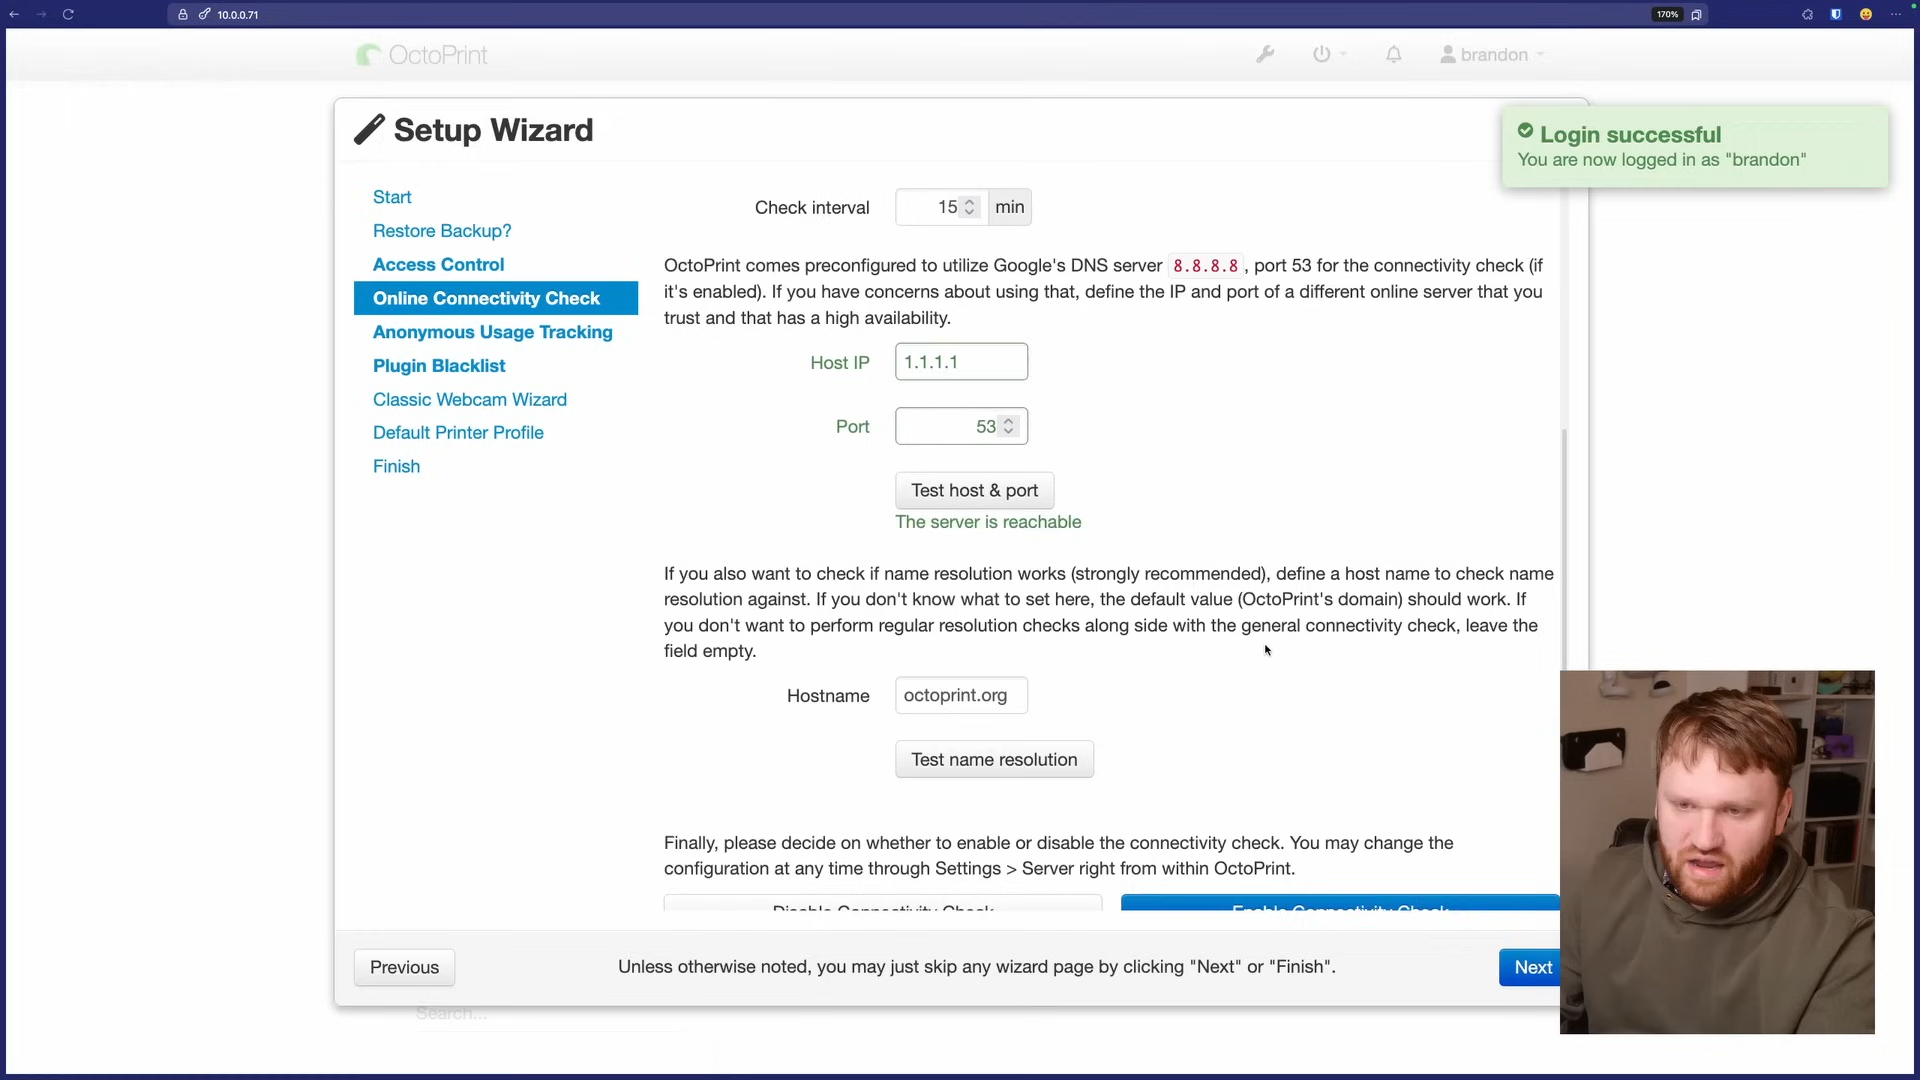 10.0.0.71
170%
OctoPrint
brandon
Setup Wizard
Login successful
You are now logged in as "brandon"
Start
Restore Backup?
Access Control
Online Connectivity Check
Anonymous Usage Tracking
Plugin Blacklist
Classic Webcam Wizard
Default Printer Profile
Finish
Check interval 15 min
OctoPrint comes preconfigured to utilize Google's DNS server 8.8.8.8, port 53 for the connectivity check (if
it's enabled). If you have concerns about using that, define the IP and port of a different online server that you
trust and that has a high availability.
Host IP 1.1.1.1
Port 53
Test host & port
The server is reachable
If you also want to check if name resolution works (strongly recommended), define a host name to check name
resolution against. If you don't know what to set here, the default value (OctoPrint's domain) should work. If
you don't want to perform regular resolution checks along side with the general connectivity check, leave the
field empty.
Hostname octoprint.org
Test name resolution
Finally, please decide on whether to enable or disable the connectivity check. You may change the
configuration at any time through Settings > Server right from within OctoPrint.
Disable Connectivity Check Enable Connectivity Check
Previous
Unless otherwise noted, you may just skip any wizard page by clicking "Next" or "Finish".
Next
Search...